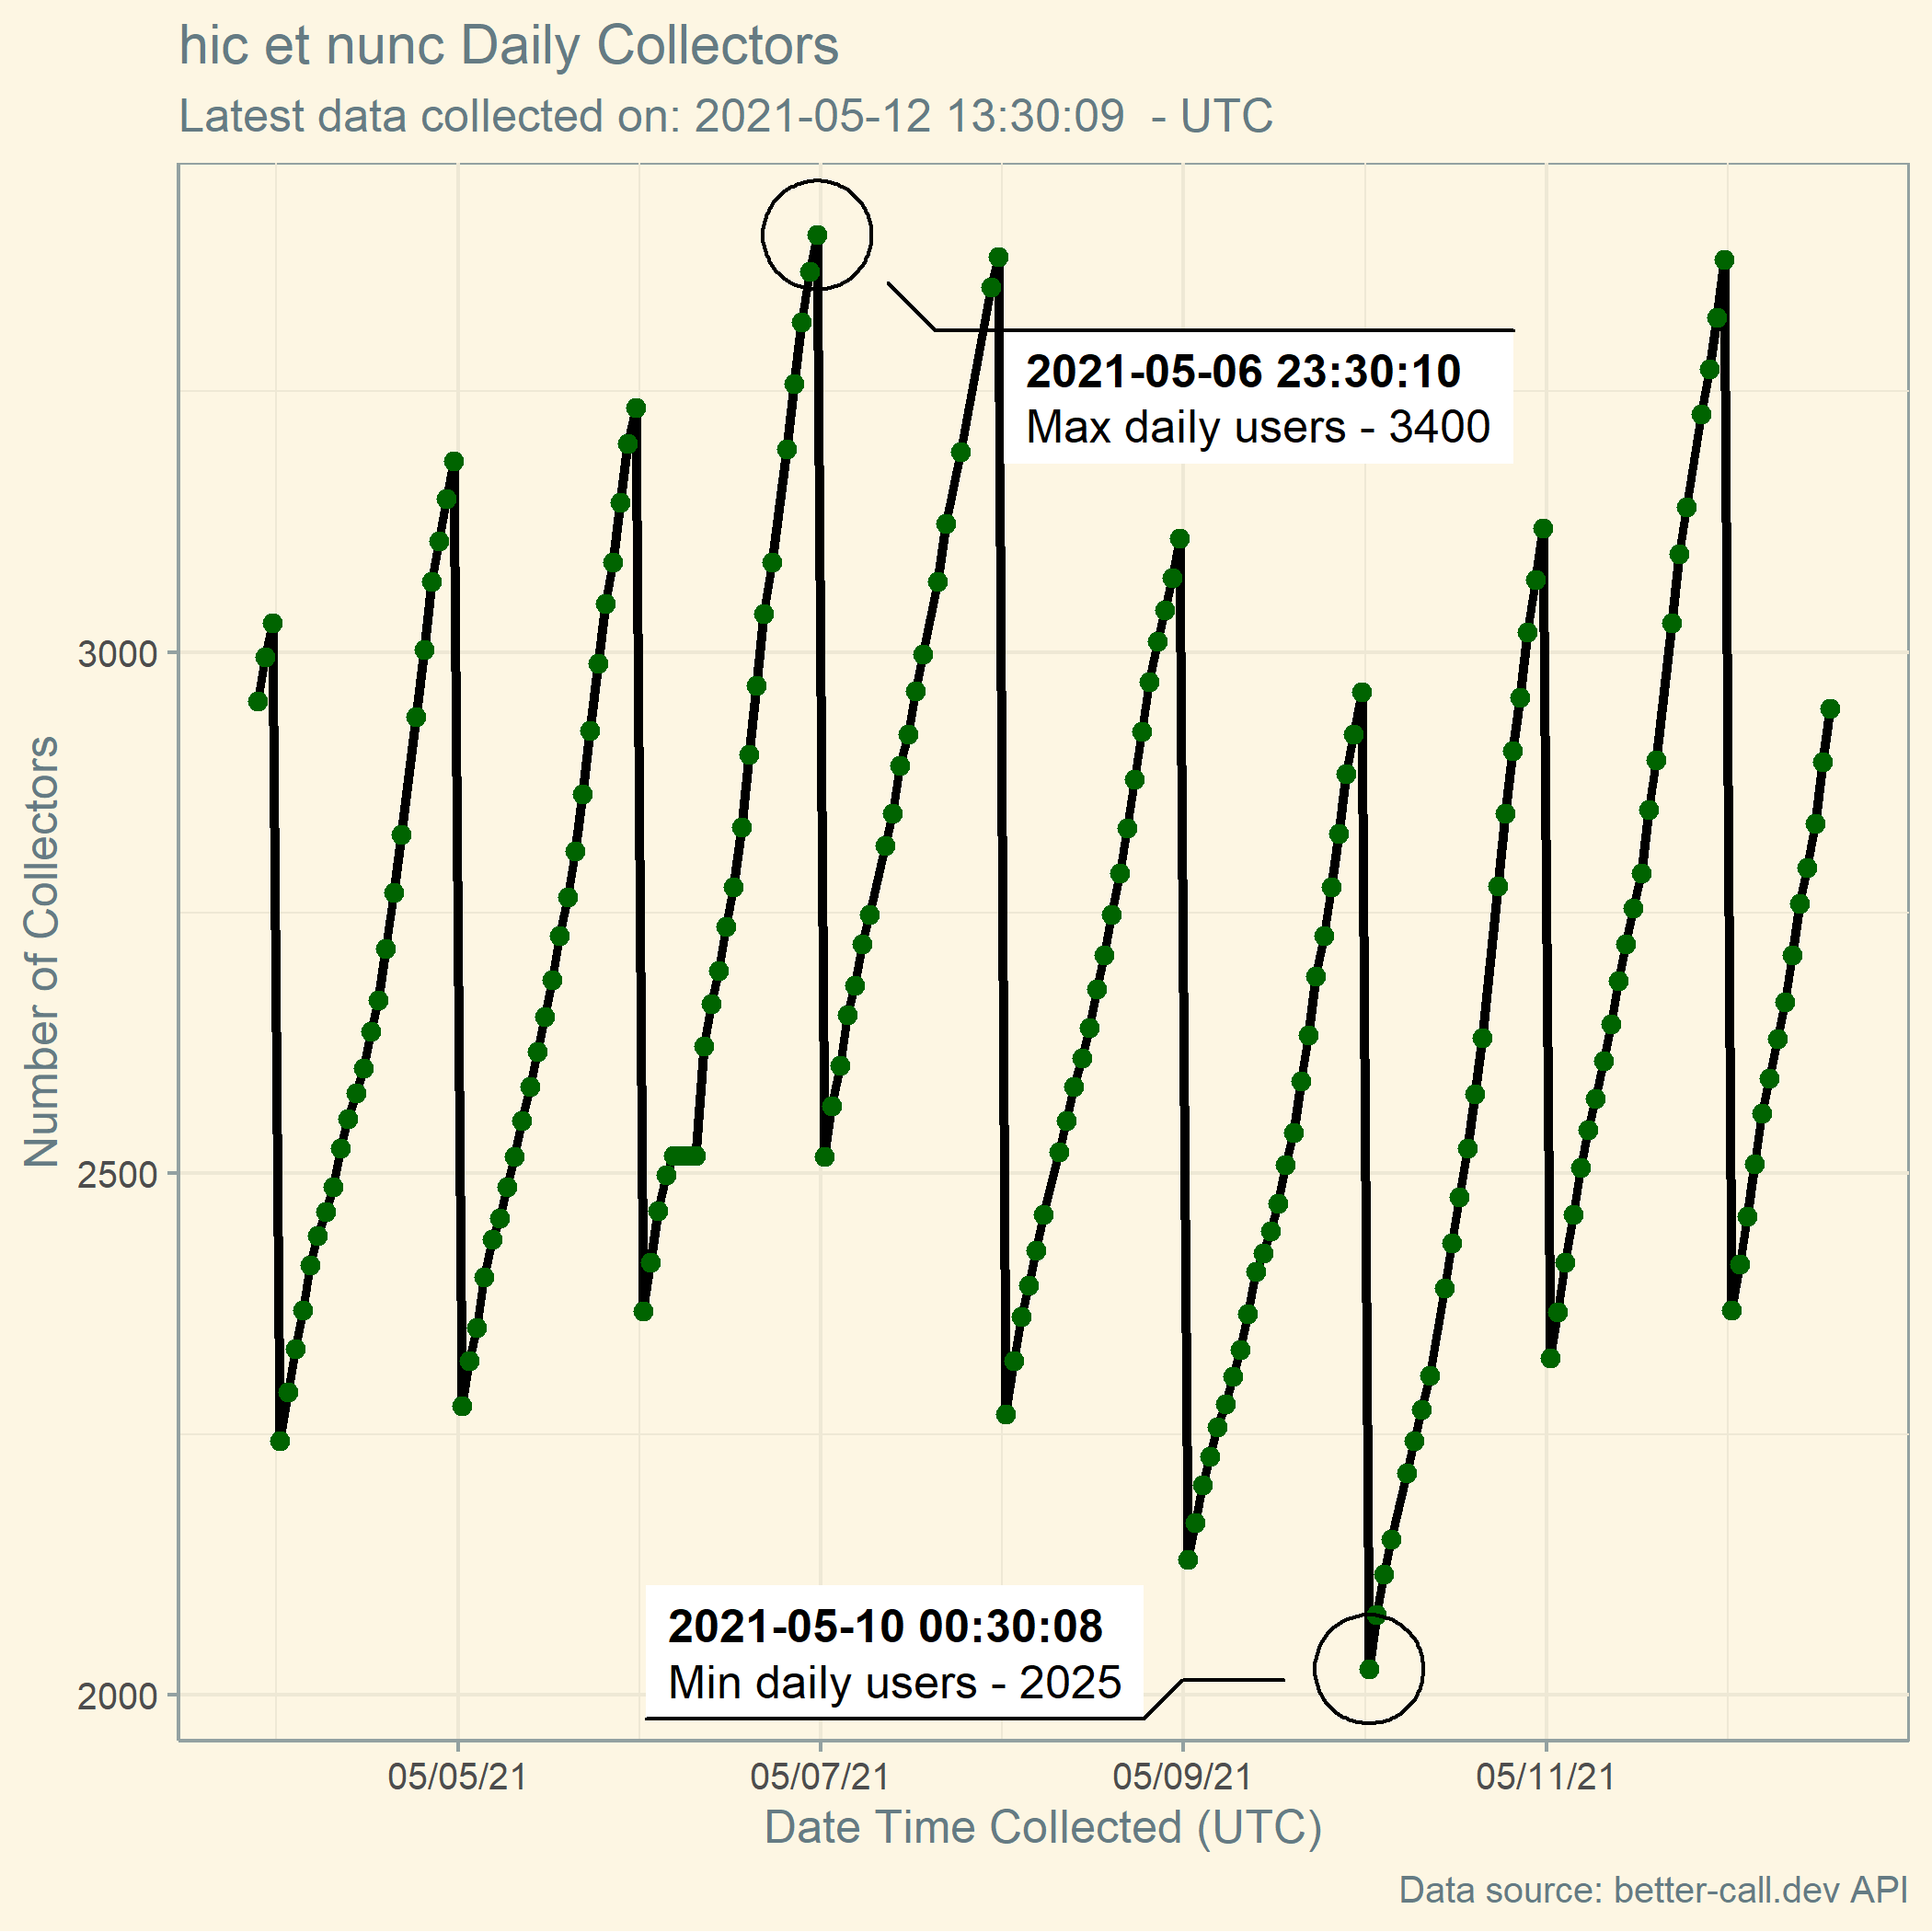 hic et nunc Daily Collectors
Latest data collected on: 2021-05-12 13:30:09  - UTC
2021-05-06 23:30:10
Max daily users - 3400
3000
2500
2000
Number of Collectors
2021-05-10 00:30:08
Min daily users - 2025
05/05/21
05/07/21
05/09/21
05/11/21
Date Time Collected (UTC)
Data source: better-call.dev API